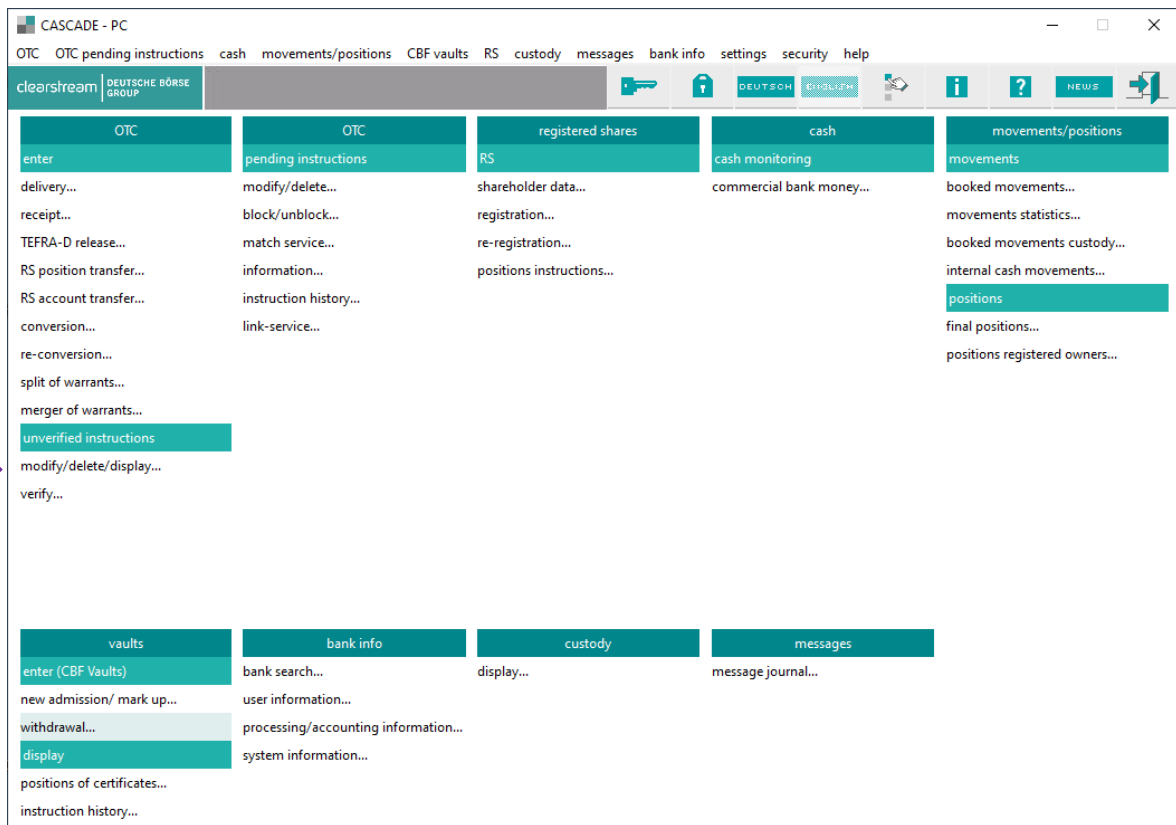 CASCADE - PC
OTC OTC pending instructions cash movements/positions CBF vaults RS custody messages bank info settings security help
clearstream DEUTSCHE BÖRSE GROUP
DEUTSCH ENGLISH NEWS
OTC
enter
delivery...
receipt...
TEFRA-D release...
RS position transfer...
RS account transfer...
conversion...
re-conversion...
split of warrants...
merger of warrants...
unverified instructions
modify/delete/display...
verify...
OTC
pending instructions
modify/delete...
block/unblock...
match service...
information...
instruction history...
link-service...
registered shares
RS
shareholder data...
registration...
re-registration...
positions instructions...
cash
cash monitoring
commercial bank money...
movements/positions
movements
booked movements...
movements statistics...
booked movements custody...
internal cash movements...
positions
final positions...
positions registered owners...
vaults
enter (CBF Vaults)
new admission/ mark up...
withdrawal...
display
positions of certificates...
instruction history...
bank info
bank search...
user information...
processing/accounting information...
system information...
custody
display...
messages
message journal...